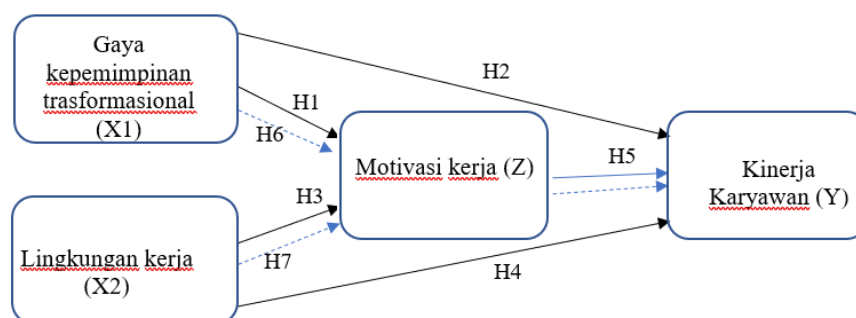 Gaya
kepemimpinan
trasformasional
(X1)
H2
H1
H6
Motivasi kerja (Z)
H5
Kinerja
Karyawan (Y)
H3
Lingkungan kerja
(X2)
H7
H4